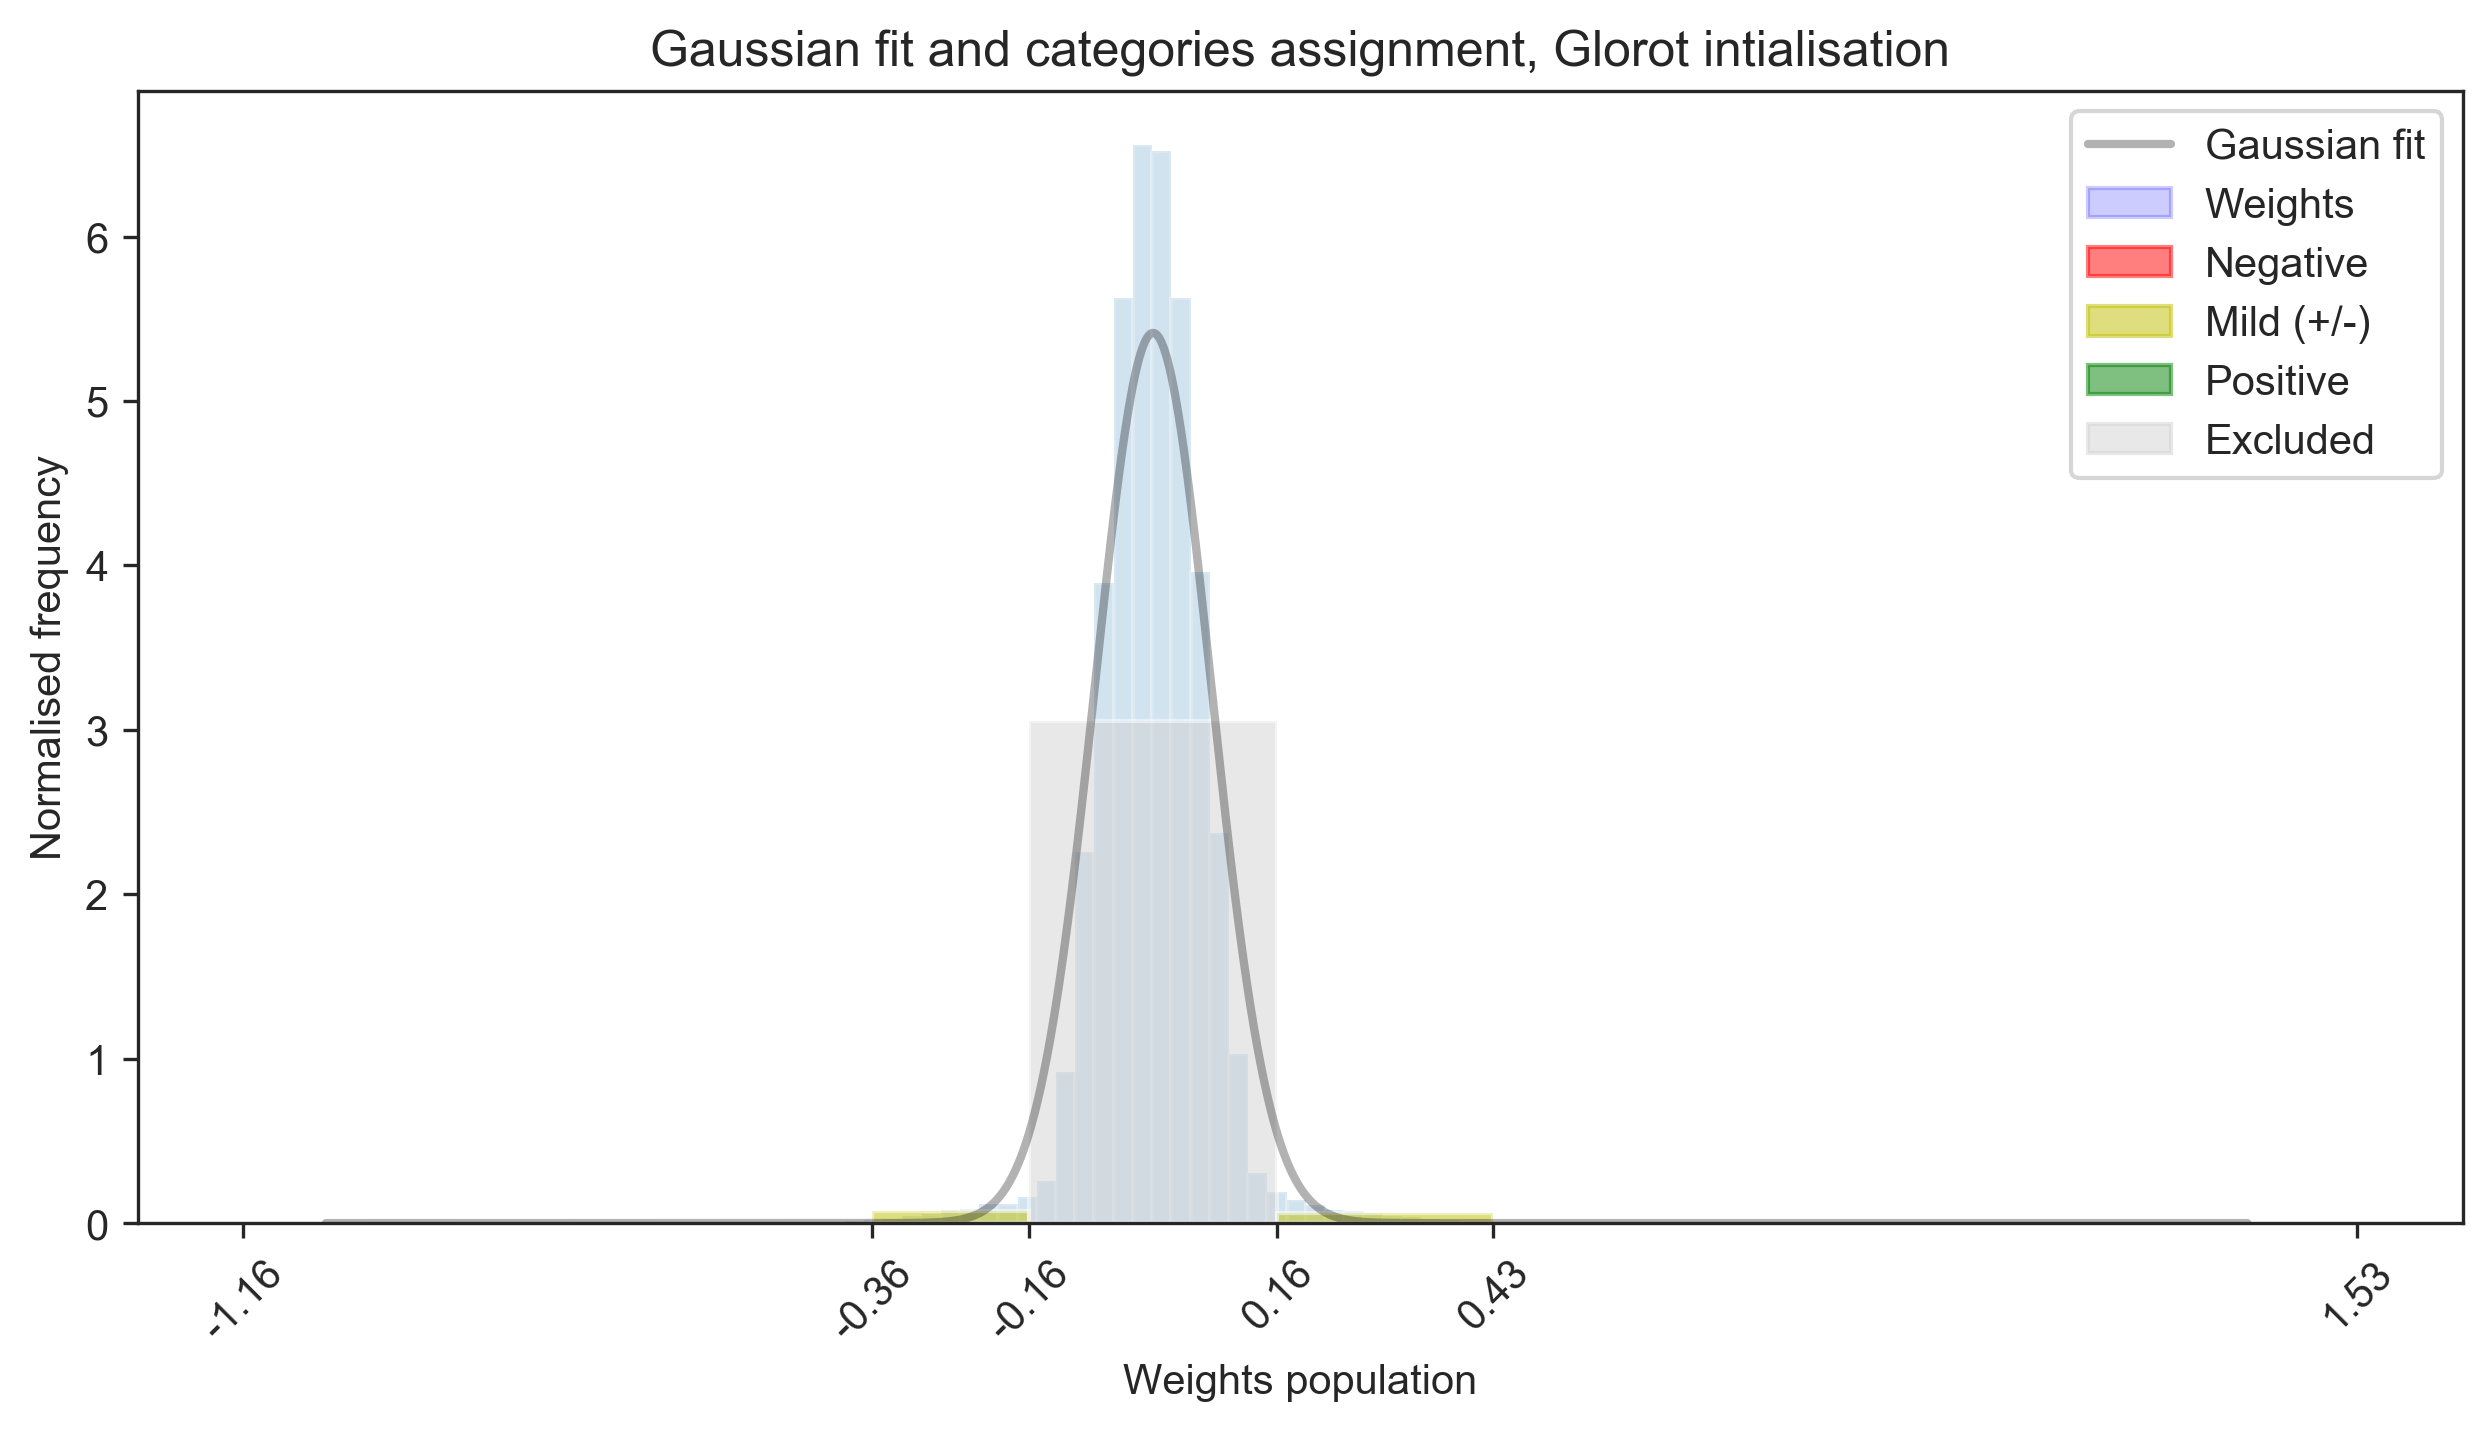 Gaussian fit and categories assignment, Glorot intialisation
Gaussian fit
Weights
Negative
Mild (+/-)
Positive
Excluded
Normalised frequency
6
5
4
3
2
1
0
-1.16
-0.36
-0.16
0.16
0.43
1.53
Weights population